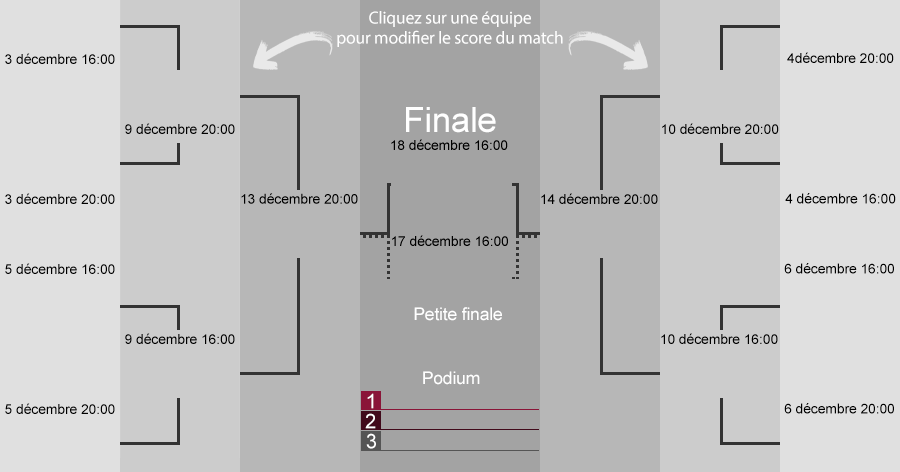 Cliquez sur une équipe
pour modifier le score du match
3 décembre 16:00
9 décembre 20:00
3 décembre 20:00
13 décembre 20:00
5 décembre 16:00
9 décembre 16:00
5 décembre 20:00
Finale
18 décembre 16:00
17 décembre 16:00
Petite finale
Podium
1
2
3
4décembre 20:00
10 décembre 20:00
4 décembre 16:00
14 décembre 20:00
6 décembre 16:00
10 décembre 16:00
6 décembre 20:00